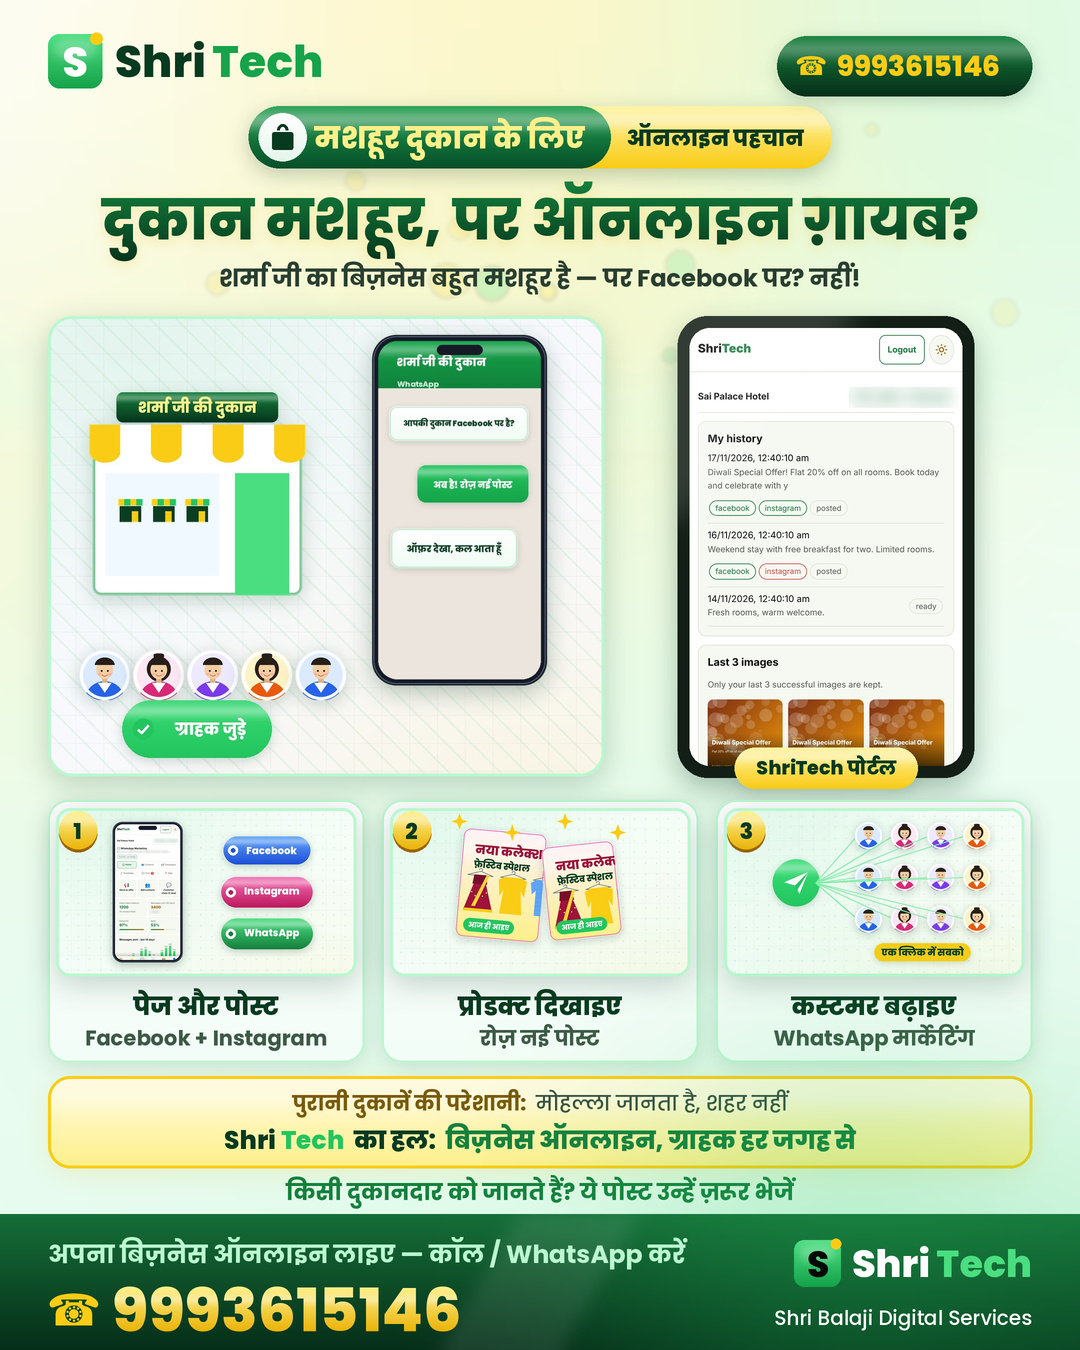 S Shri Tech
☎ 9993615146
मशहूर दुकान के लिए
ऑनलाइन पहचान
दुकान मशहूर, पर ऑनलाइन ग़ायब?
शर्मा जी का बिज़नेस बहुत मशहूर है — पर Facebook पर? नहीं!
शर्मा जी की दुकान
शर्मा जी की दुकान
WhatsApp
आपकी दुकान Facebook पर है?
अब है! रोज़ नई पोस्ट
ऑफ़र देखा, कल आता हूँ
ग्राहक जुड़े
ShriTech
Logout
Sai Palace Hotel
My history
17/11/2026, 12:40:10 am
Diwali Special Offer! Flat 20% off on all rooms. Book today
and celebrate with y
facebook instagram posted
16/11/2026, 12:40:10 am
Weekend stay with free breakfast for two. Limited rooms.
facebook instagram posted
14/11/2026, 12:40:10 am
Fresh rooms, warm welcome.
ready
Last 3 images
Only your last 3 successful images are kept.
Diwali Special Offer
Diwali Special Offer
Diwali Special Offer
ShriTech पोर्टल
1
Facebook
Instagram
WhatsApp
पेज और पोस्ट
Facebook + Instagram
2
नया कलेक्श
फ़ेस्टिव स्पेशल
आज ही आइए
नया कलेक
फ़ेस्टिव स्पेशल
आज ही आइए
प्रोडक्ट दिखाइए
रोज़ नई पोस्ट
3
एक क्लिक में सबको
कस्टमर बढ़ाइए
WhatsApp मार्केटिंग
पुरानी दुकानें की परेशानी: मोहल्ला जानता है, शहर नहीं
Shri Tech का हल: बिज़नेस ऑनलाइन, ग्राहक हर जगह से
किसी दुकानदार को जानते हैं? ये पोस्ट उन्हें ज़रूर भेजें
अपना बिज़नेस ऑनलाइन लाइए — कॉल / WhatsApp करें
☎ 9993615146
S Shri Tech
Shri Balaji Digital Services